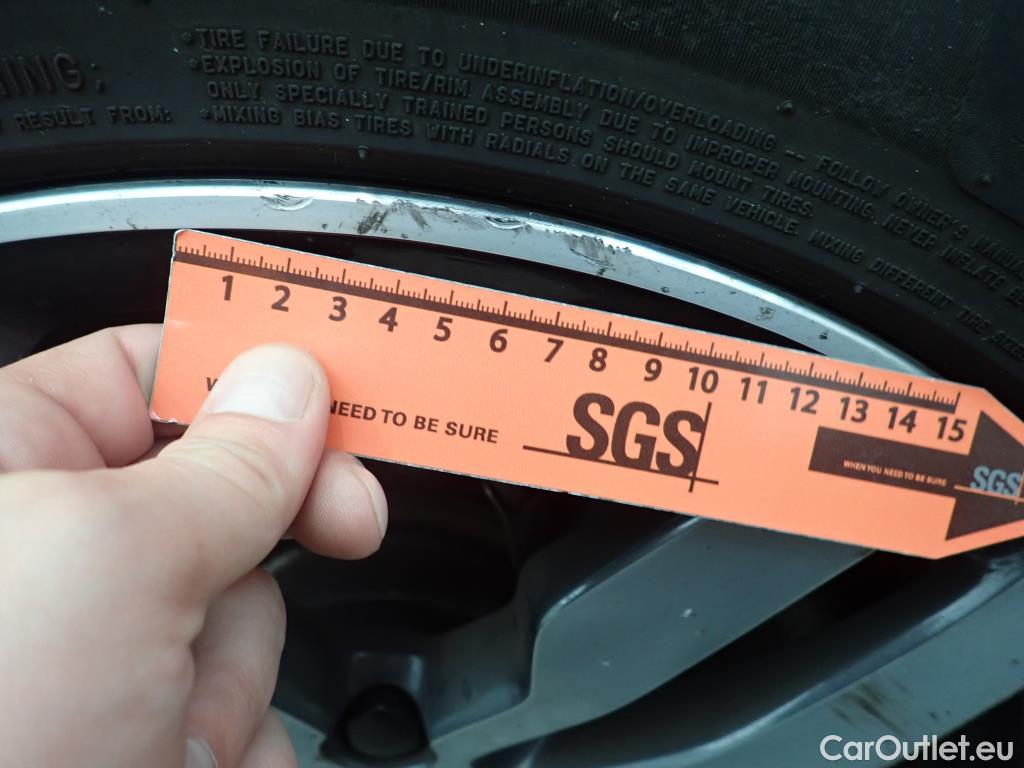 •TIRE FAILURE DUE TO UNDERINFLATION/OVERLOADING -- FOLLOW OWNER'S MANUAL
•EXPLOSION OF TIRE/RIM ASSEMBLY DUE TO IMPROPER MOUNTING. NEVER INFLATE
ONLY SPECIALLY TRAINED PERSONS SHOULD MOUNT TIRES.
RESULT FROM: •MIXING BIAS TIRES WITH RADIALS ON THE SAME VEHICLE. MIXING DIFFERENT TIRE SIZES
1 2 3 4 5 6 7 8 9 10 11 12 13 14 15
NEED TO BE SURE
SGS
WHEN YOU NEED TO BE SURE
SGS
CarOutlet.eu